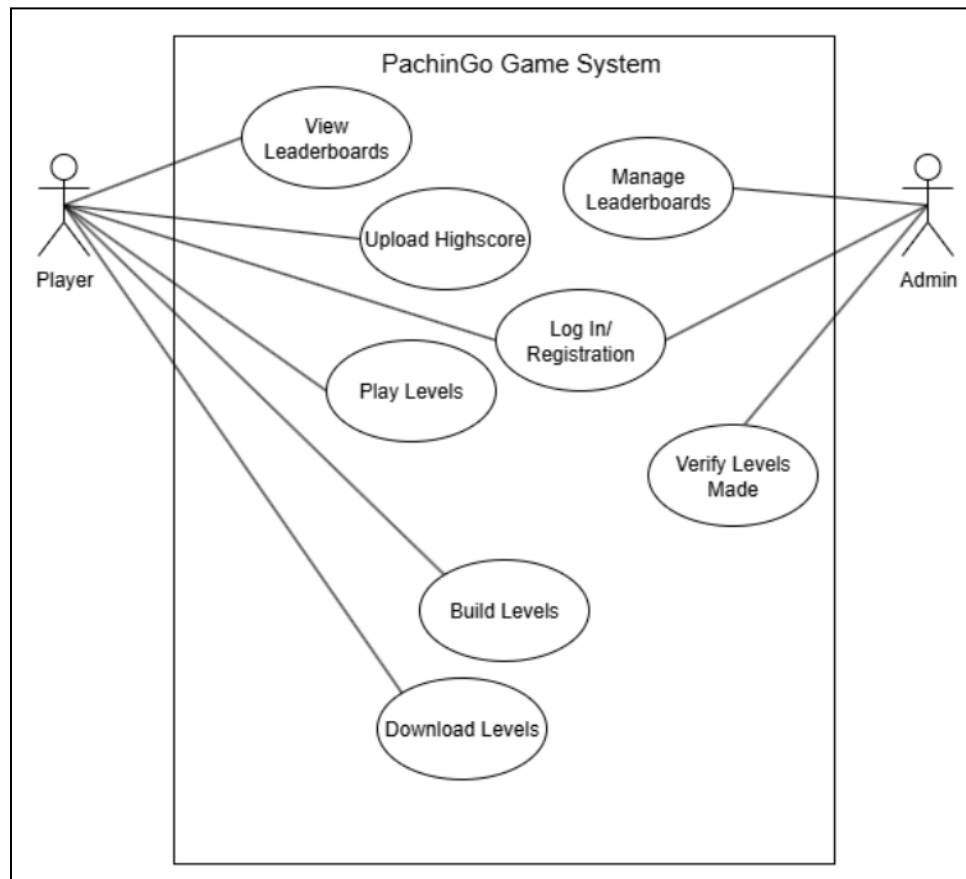 PachinGo Game System
View
Leaderboards
Manage
Leaderboards
Upload Highscore
Player
Admin
Log In/
Registration
Play Levels
Verify Levels
Made
Build Levels
Download Levels